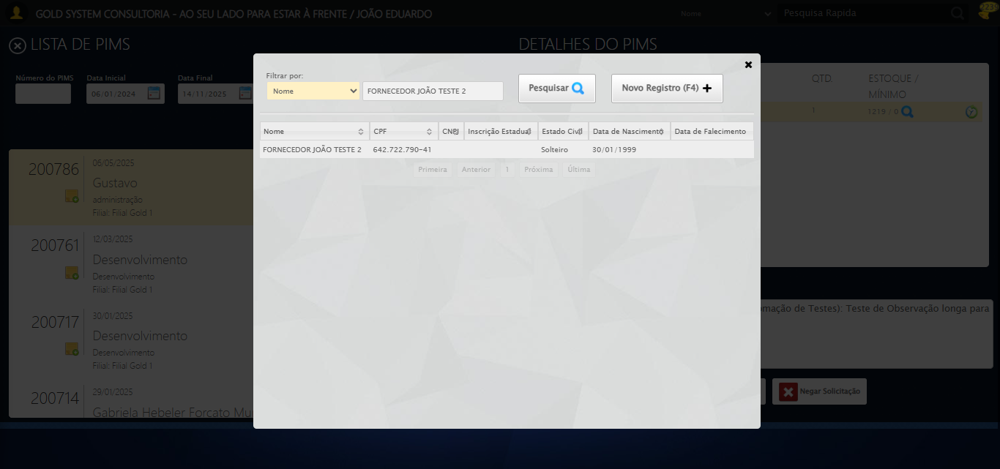 GOLD SYSTEM CONSULTORIA - AO SEU LADO PARA ESTAR À FRENTE / JOÃO EDUARDO
Nome
Pesquisa Rapida
LISTA DE PIMS
DETALHES DO PIMS
Número do PIMS
Data Inicial
Data Final
06/01/2024
14/11/2025
Filtrar por:
Nome
FORNECEDOR JOÃO TESTE 2
Pesquisar
Novo Registro (F4)
QTD.
ESTOQUE /
MÍNIMO
1
1219 / 0
Nome
CPF
CNPJ
Inscrição Estadual
Estado Civil
Data de Nascimento
Data de Falecimento
FORNECEDOR JOÃO TESTE 2
642.722.790-41
Solteiro
30/01/1999
Primeira
Anterior
1
Próxima
Última
200786
06/05/2025
Gustavo
administração
Filial: Filial Gold 1
200761
12/03/2025
Desenvolvimento
Desenvolvimento
Filial: Filial Gold 1
200717
30/01/2025
Desenvolvimento
Desenvolvimento
Filial: Filial Gold 1
200714
29/01/2025
Gabriela Hebeler Forcato Mu
mação de Testes): Teste de Observação longa para
Negar Solicitação